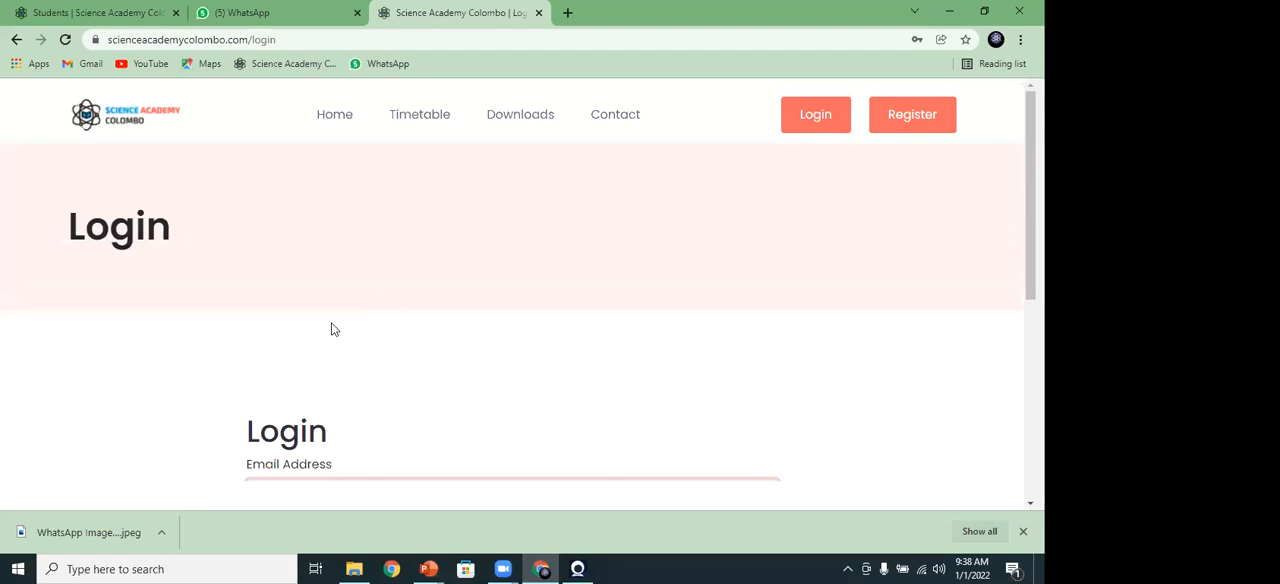 Students | Science Academy Col
(5) WhatsApp
Science Academy Colombo | Log
scienceacademycolombo.com/login
Apps
Gmail
YouTube
Maps
Science Academy C...
WhatsApp
Reading list
SCIENCE ACADEMY
COLOMBO
Home
Timetable
Downloads
Contact
Login
Register
Login
Login
Email Address
WhatsApp Image....jpeg
Show all
Type here to search
9:38 AM
1/1/2022